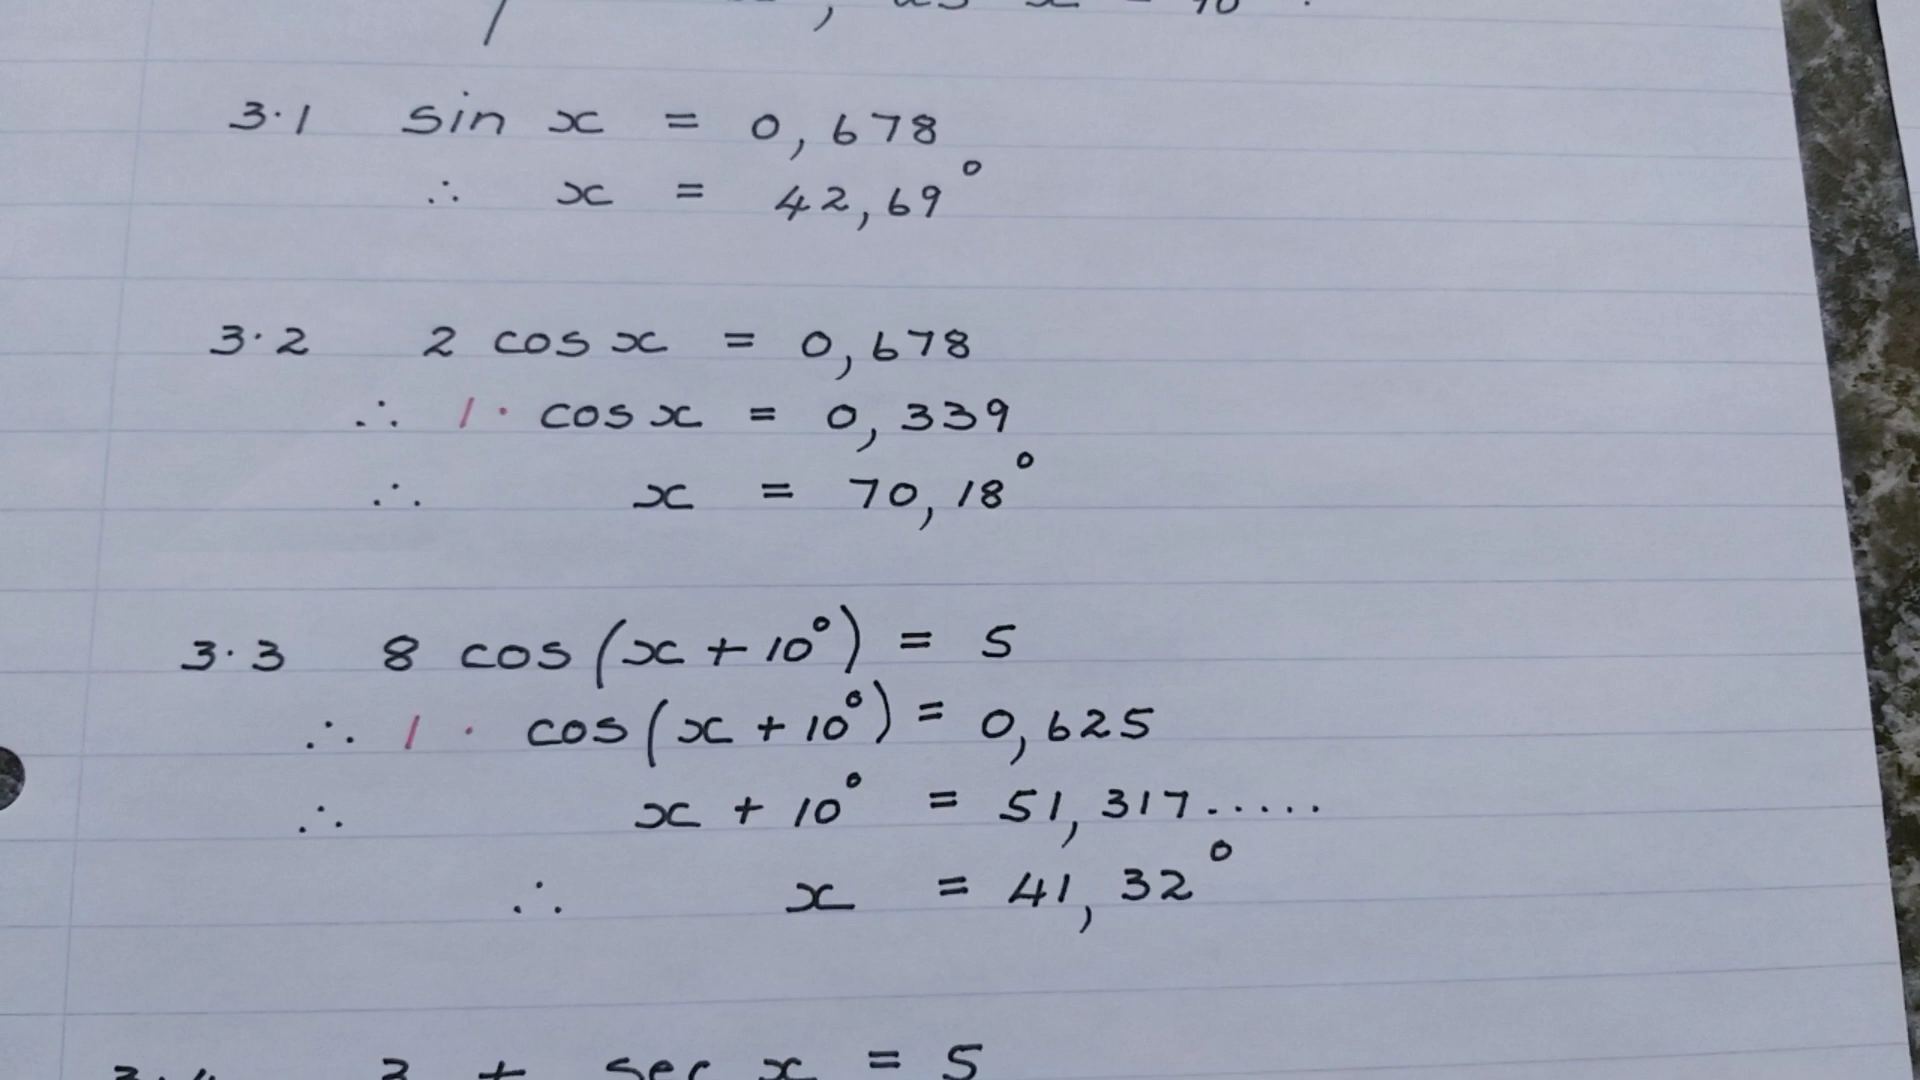 3.1 sin x = 0,678
∴ x = 42,69°
3.2 2 cos x = 0,678
∴ 1 · cos x = 0,339
∴ x = 70,18°
3.3 8 cos (x + 10°) = 5
∴ 1 · cos (x + 10°) = 0,625
∴ x + 10° = 51,317.....
∴ x = 41,32°
+ sec x = 5